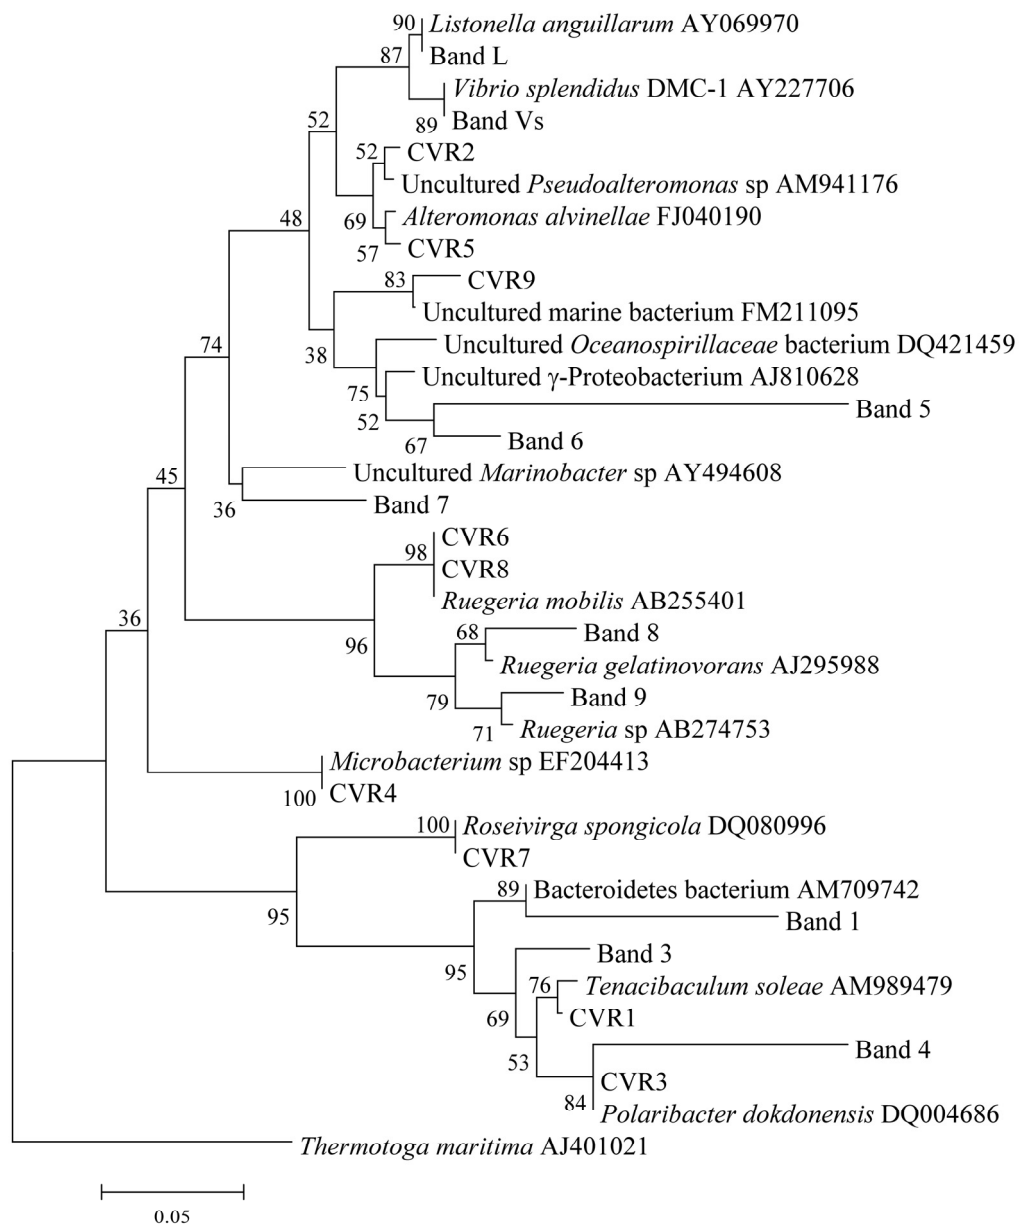 90 Listonella anguillarum AY069970
Band L
87
Vibrio splendidus DMC-1 AY227706
89 Band Vs
52
52 CVR2
Uncultured Pseudoalteromonas sp AM941176
69 Alteromonas alvinellae FJ040190
57 CVR5
48
83 CVR9
Uncultured marine bacterium FM211095
38
Uncultured Oceanospirillaceae bacterium DQ421459
75
Uncultured γ-Proteobacterium AJ810628
52
Band 5
67 Band 6
74
Uncultured Marinobacter sp AY494608
36 Band 7
45
CVR6
98 CVR8
Ruegeria mobilis AB255401
96
68 Band 8
Ruegeria gelatinovorans AJ295988
79
Band 9
71 Ruegeria sp AB274753
36
Microbacterium sp EF204413
100 CVR4
100 Roseivirga spongicola DQ080996
CVR7
95
89 Bacteroidetes bacterium AM709742
Band 1
95
Band 3
69
76 Tenacibaculum soleae AM989479
CVR1
53
Band 4
CVR3
84 Polaribacter dokdonensis DQ004686
Thermotoga maritima AJ401021
0.05